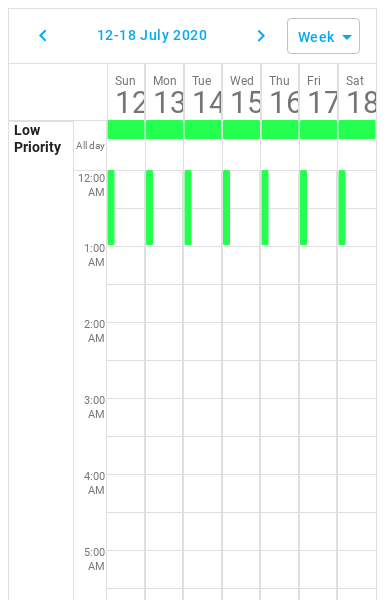 12-18 July 2020 Week
Sun Mon Tue Wed Thu Fri Sat
12 13 14 15 16 17 18
Low
Priority
All day
12:00
AM
1:00
AM
2:00
AM
3:00
AM
4:00
AM
5:00
AM